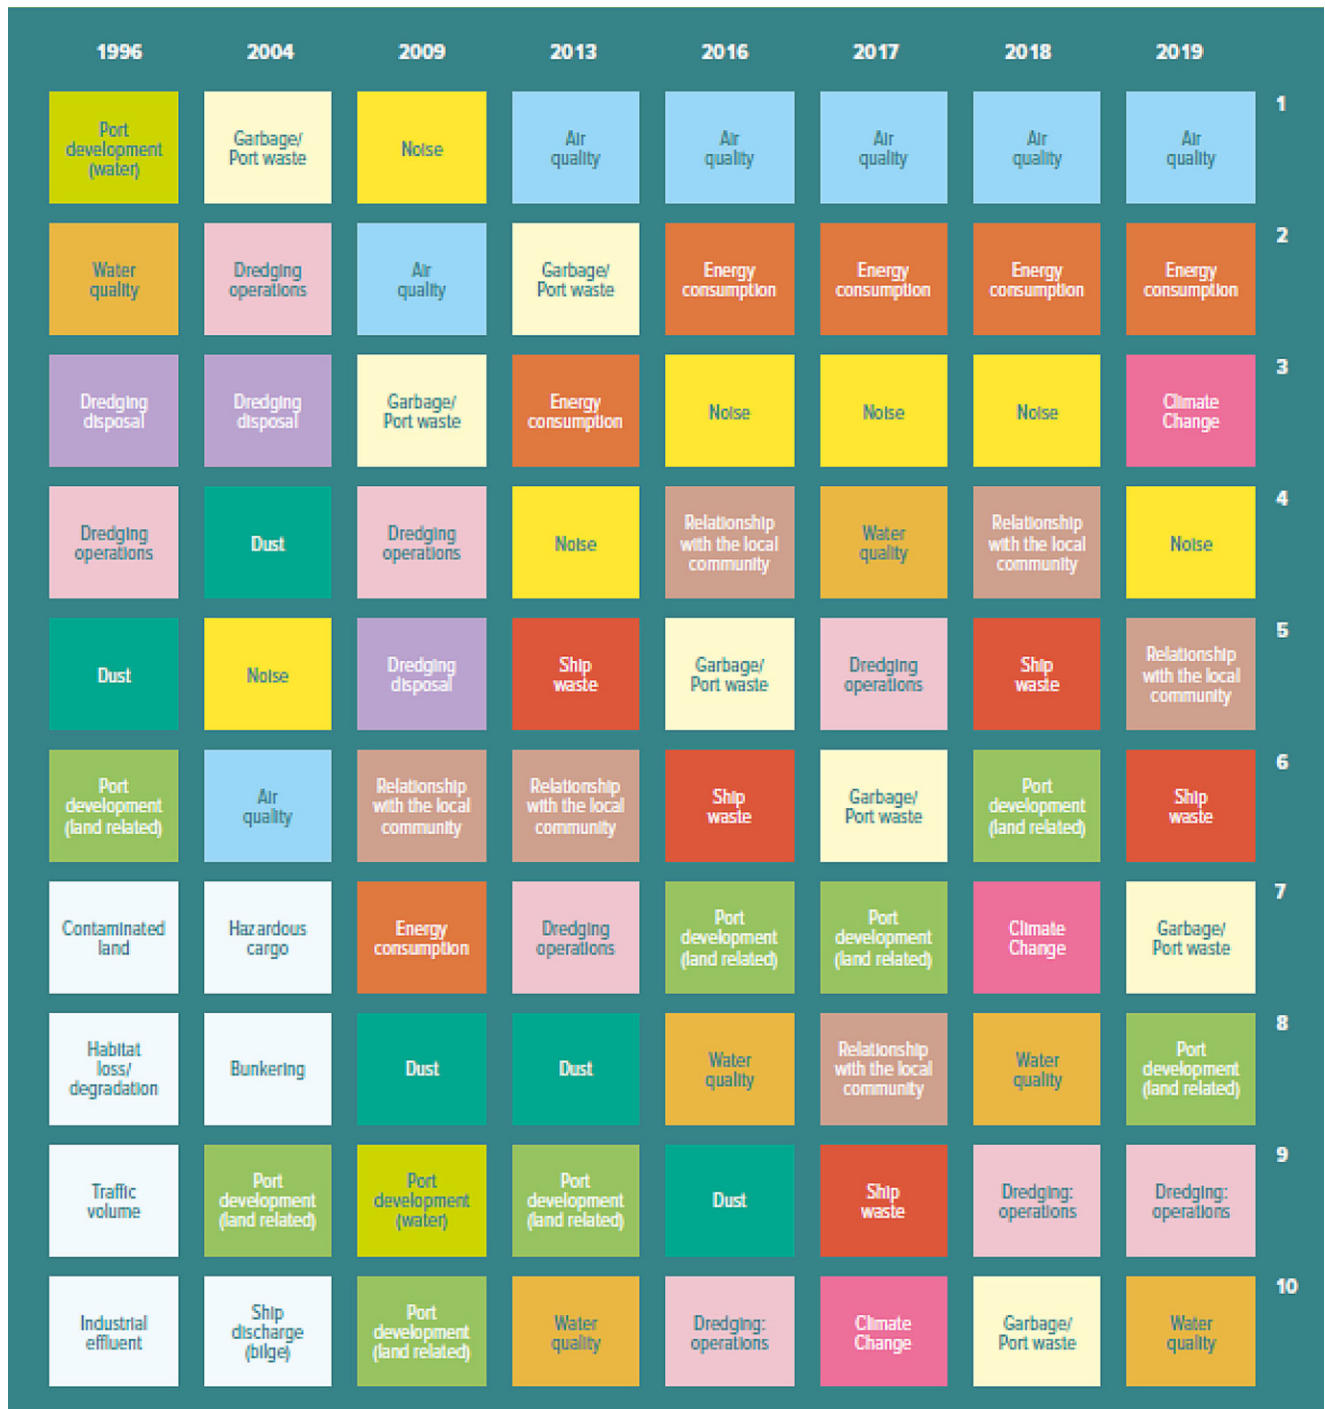 1996 2004 2009 2013 2016 2017 2018 2019
1
Port
development
(water)
Garbage/
Port waste
Noise
Air
quality
Air
quality
Air
quality
Air
quality
Air
quality
2
Water
quality
Dredging
operations
Air
quality
Garbage/
Port waste
Energy
consumption
Energy
consumption
Energy
consumption
Energy
consumption
3
Dredging
disposal
Dredging
disposal
Garbage/
Port waste
Energy
consumption
Noise
Noise
Noise
Climate
Change
4
Dredging
operations
Dust
Dredging
operations
Noise
Relationship
with the local
community
Water
quality
Relationship
with the local
community
Noise
5
Dust
Noise
Dredging
disposal
Ship
waste
Garbage/
Port waste
Dredging
operations
Ship
waste
Relationship
with the local
community
6
Port
development
(land related)
Air
quality
Relationship
with the local
community
Relationship
with the local
community
Ship
waste
Garbage/
Port waste
Port
development
(land related)
Ship
waste
7
Contaminated
land
Hazardous
cargo
Energy
consumption
Dredging
operations
Port
development
(land related)
Port
development
(land related)
Climate
Change
Garbage/
Port waste
8
Habitat
loss/
degradation
Bunkering
Dust
Dust
Water
quality
Relationship
with the local
community
Water
quality
Port
development
(land related)
9
Traffic
volume
Port
development
(land related)
Port
development
(water)
Port
development
(land related)
Dust
Ship
waste
Dredging:
operations
Dredging:
operations
10
Industrial
effluent
Ship
discharge
(bilge)
Port
development
(land related)
Water
quality
Dredging:
operations
Climate
Change
Garbage/
Port waste
Water
quality